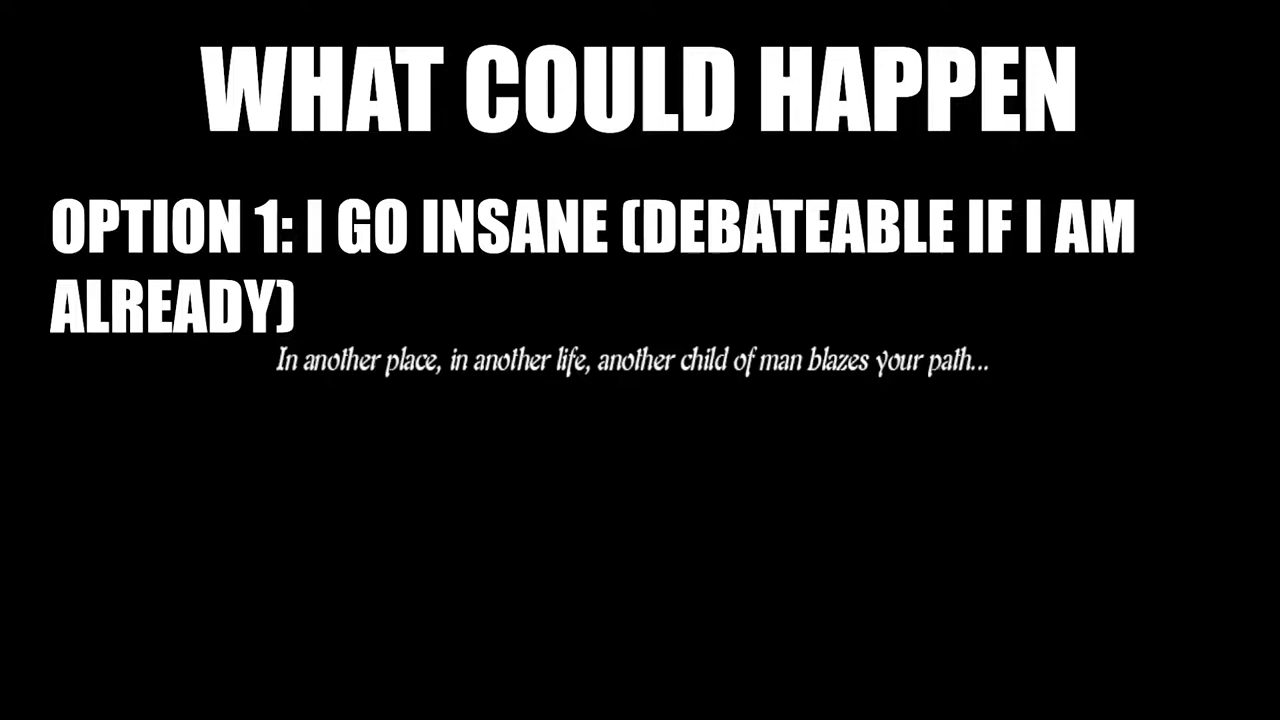 WHAT COULD HAPPEN
OPTION 1: I GO INSANE (DEBATEABLE IF I AM
ALREADY)
In another place, in another life, another child of man blazes your path...